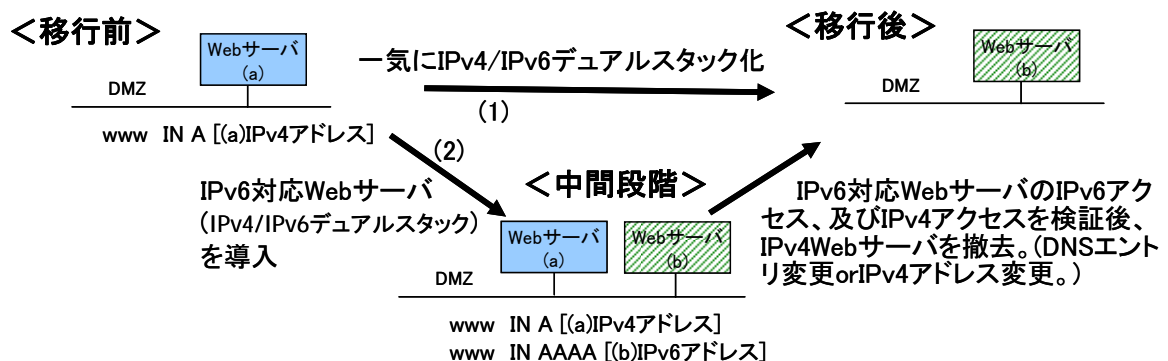 <移行前>
Webサーバ
(a)
DMZ
www IN A [(a)IPv4アドレス]
一気にIPv4/IPv6デュアルスタック化
(1)
(2)
<移行後>
Webサーバ
(b)
DMZ
IPv6対応Webサーバ
(IPv4/IPv6デュアルスタック)
を導入
<中間段階>
Webサーバ
(a)
Webサーバ
(b)
DMZ
www IN A [(a)IPv4アドレス]
www IN AAAA [(b)IPv6アドレス]
IPv6対応WebサーバのIPv6アク
セス、及びIPv4アクセスを検証後、
IPv4Webサーバを撤去。(DNSエント
リ変更orIPv4アドレス変更。)